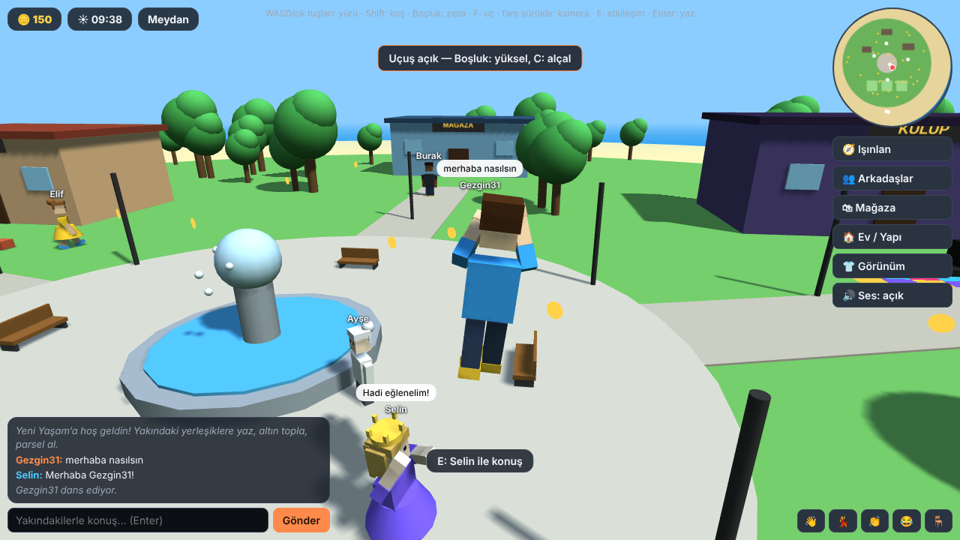 150
09:38
Meydan
WASD/ok tuşları: yürü · Shift: koş · Boşluk: zıpla · F: uç · fare sürükle: kamera · E: etkileşim · Enter: yaz
Uçuş açık — Boşluk: yüksel, C: alçal
MAĞAZA
KULÜP
Işınlan
Arkadaşlar
Mağaza
Ev / Yapı
Görünüm
Ses: açık
Burak
merhaba nasılsın
Gezgin31
Elif
Ayşe
Hadi eğlenelim!
Selin
E: Selin ile konuş
Yeni Yaşam'a hoş geldin! Yakındaki yerleşiklere yaz, altın topla,
parsel al.
Gezgin31: merhaba nasılsın
Selin: Merhaba Gezgin31!
Gezgin31 dans ediyor.
Yakındakilerle konuş... (Enter)
Gönder